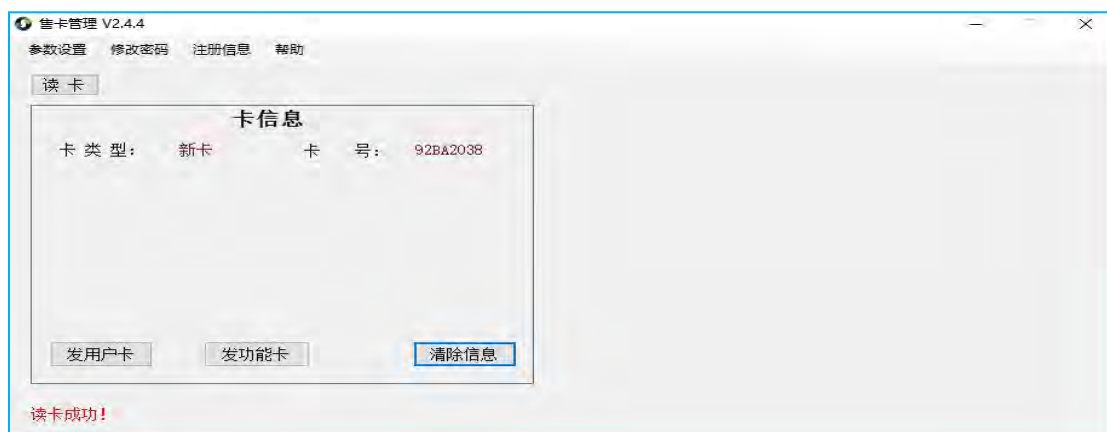 售卡管理 V2.4.4
参数设置 修改密码 注册信息 帮助
读 卡
卡信息
卡 类 型： 新卡 卡 号： 92BA2038
发用户卡 发功能卡 清除信息
读卡成功！